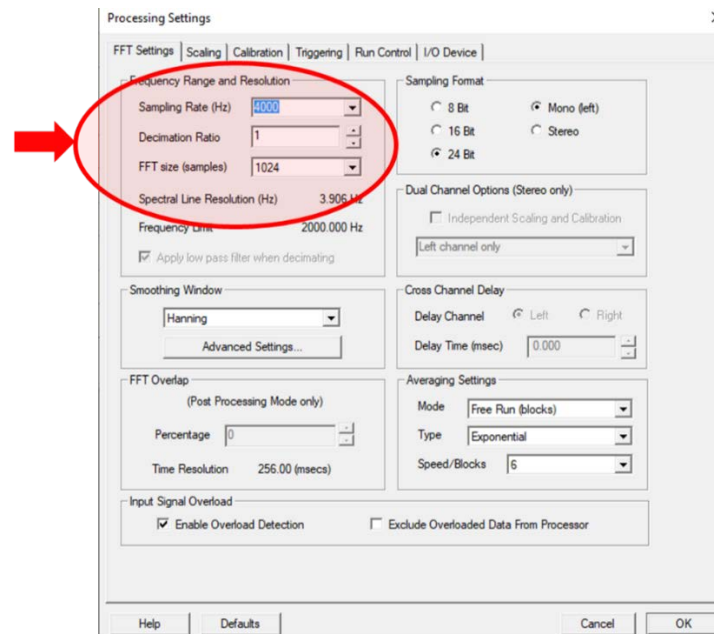 Processing Settings
FFT Settings Scaling Calibration Triggering Run Control I/O Device
Frequency Range and Resolution
Sampling Rate (Hz) 4000
Decimation Ratio 1
FFT size (samples) 1024
Spectral Line Resolution (Hz) 3.906 Hz
Frequency Limit 2000.000 Hz
Apply low pass filter when decimating
Sampling Format
8 Bit Mono (left)
16 Bit Stereo
24 Bit
Dual Channel Options (Stereo only)
Independent Scaling and Calibration
Left channel only
Smoothing Window
Hanning
Advanced Settings...
Cross Channel Delay
Delay Channel Left Right
Delay Time (msec) 0.000
FFT Overlap
(Post Processing Mode only)
Percentage 0
Time Resolution 256.00 (msecs)
Averaging Settings
Mode Free Run (blocks)
Type Exponential
Speed/Blocks 6
Input Signal Overload
Enable Overload Detection Exclude Overloaded Data From Processor
Help Defaults Cancel OK